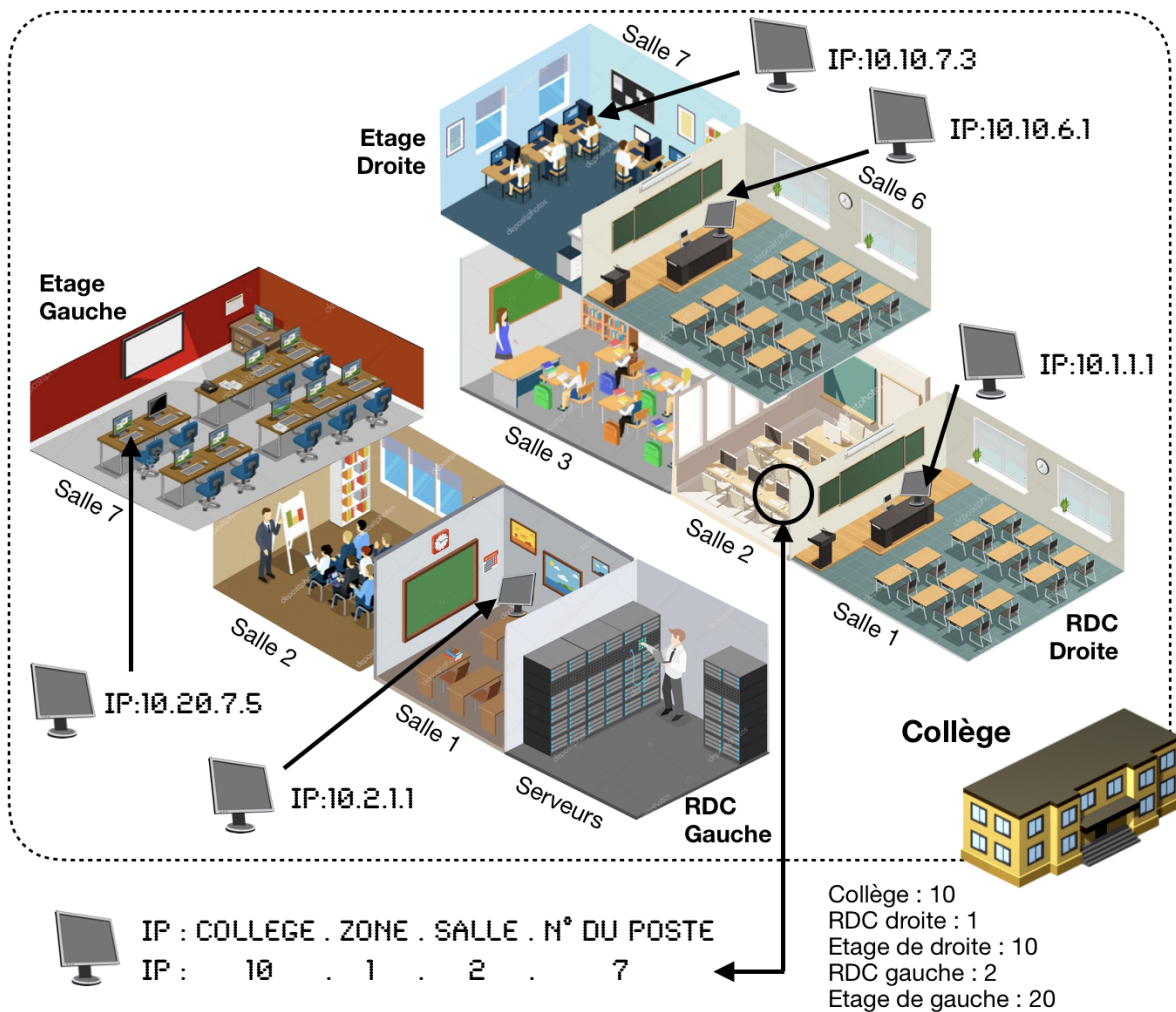 Salle 7
IP:10.10.7.3
Etage
Droite
IP:10.10.6.1
Salle 6
Etage
Gauche
IP:10.1.1.1
Salle 3
Salle 7
Salle 2
Salle 2
Salle 1
RDC
Droite
IP:10.20.7.5
Salle 1
Collège
IP:10.2.1.1
Serveurs
RDC
Gauche
Collège : 10
RDC droite : 1
Etage de droite : 10
RDC gauche : 2
Etage de gauche : 20
IP : COLLEGE . ZONE . SALLE . N° DU POSTE
IP : 10 . 1 . 2 . 7
depositphotos